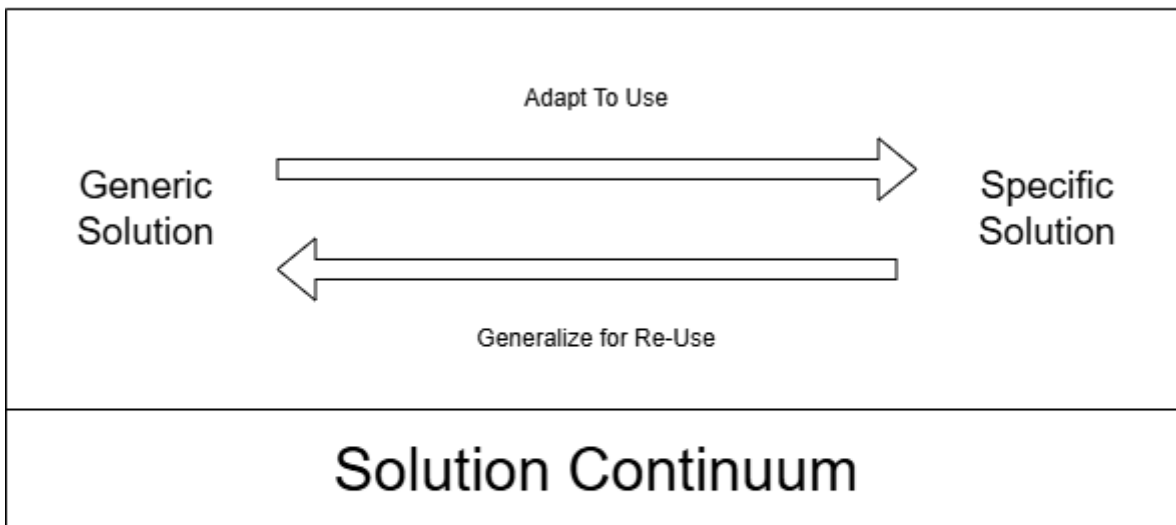 Adapt To Use
Generic
Solution
Specific
Solution
Generalize for Re-Use
Solution Continuum